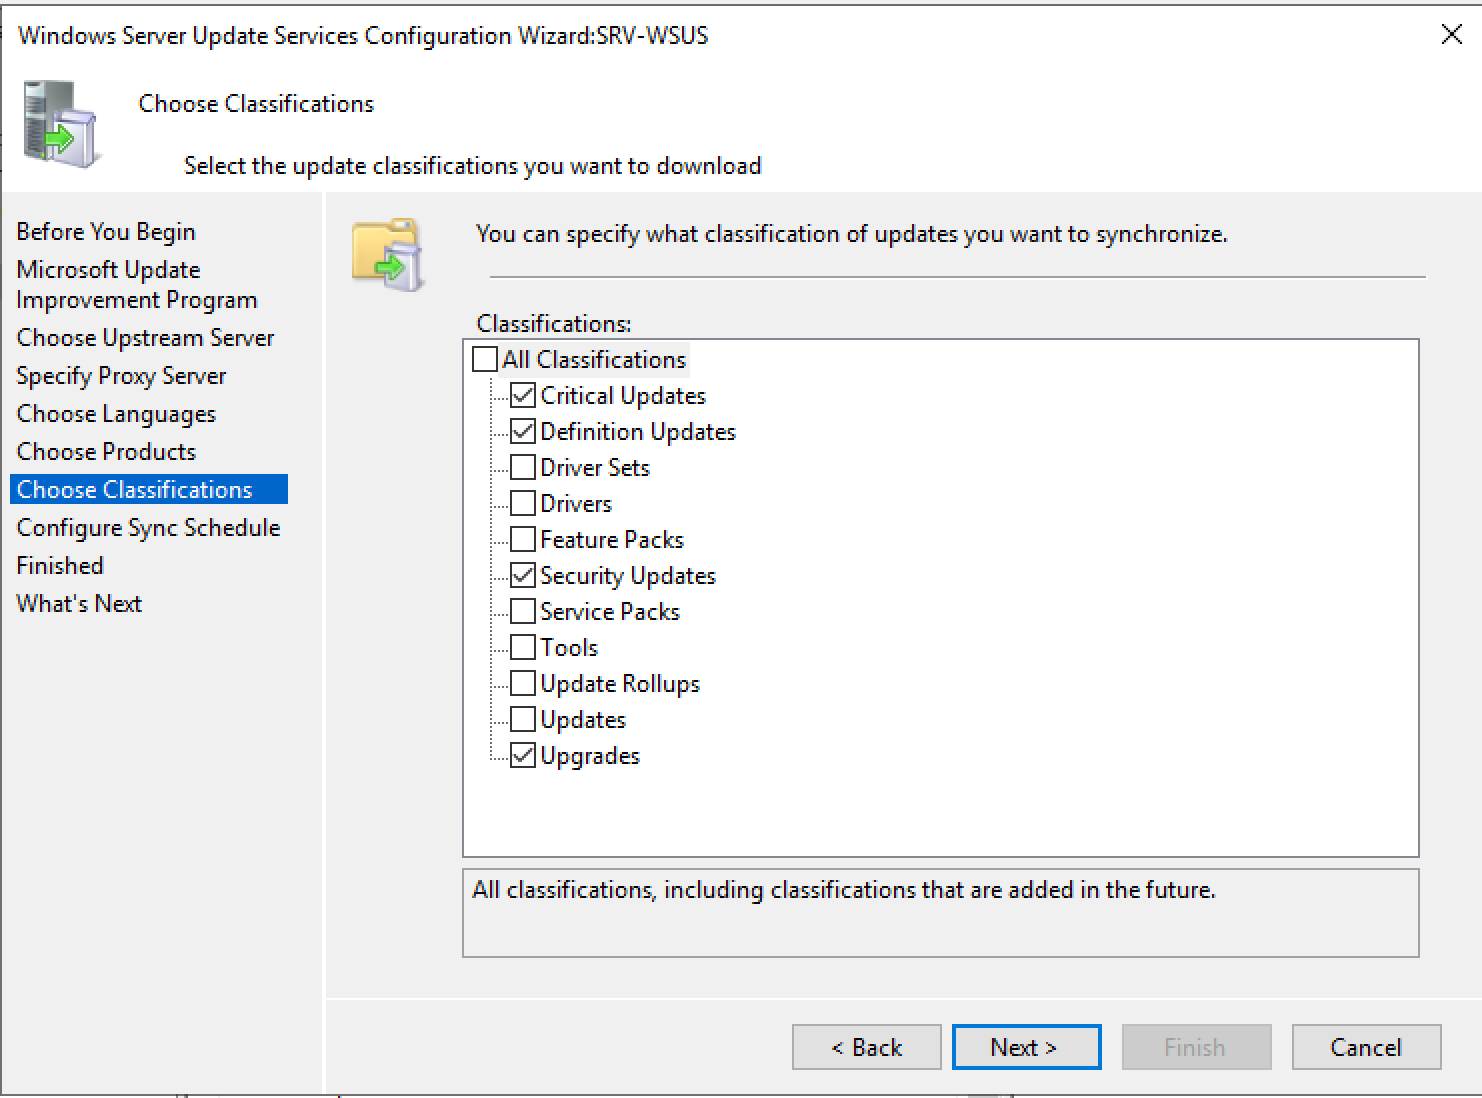 Windows Server Update Services Configuration Wizard:SRV-WSUS
Choose Classifications
Select the update classifications you want to download
Before You Begin
Microsoft Update
Improvement Program
Choose Upstream Server
Specify Proxy Server
Choose Languages
Choose Products
Choose Classifications
Configure Sync Schedule
Finished
What's Next
You can specify what classification of updates you want to synchronize.
Classifications:
All Classifications
Critical Updates
Definition Updates
Driver Sets
Drivers
Feature Packs
Security Updates
Service Packs
Tools
Update Rollups
Updates
Upgrades
All classifications, including classifications that are added in the future.
< Back
Next >
Finish
Cancel